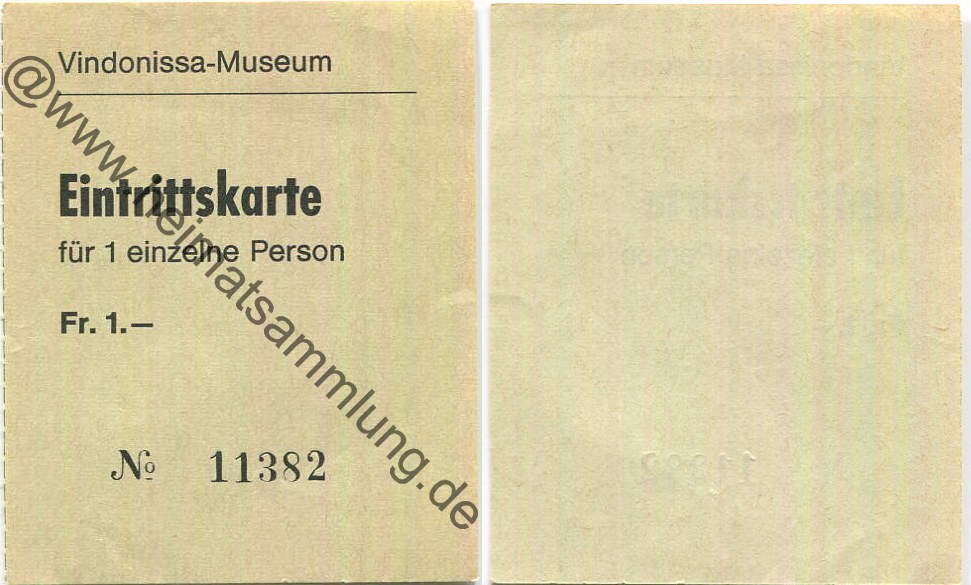 Vindonissa-Museum
Eintrittskarte
für 1 einzelne Person
Fr. 1.—
№ 11382
@www.heimatsammlung.de